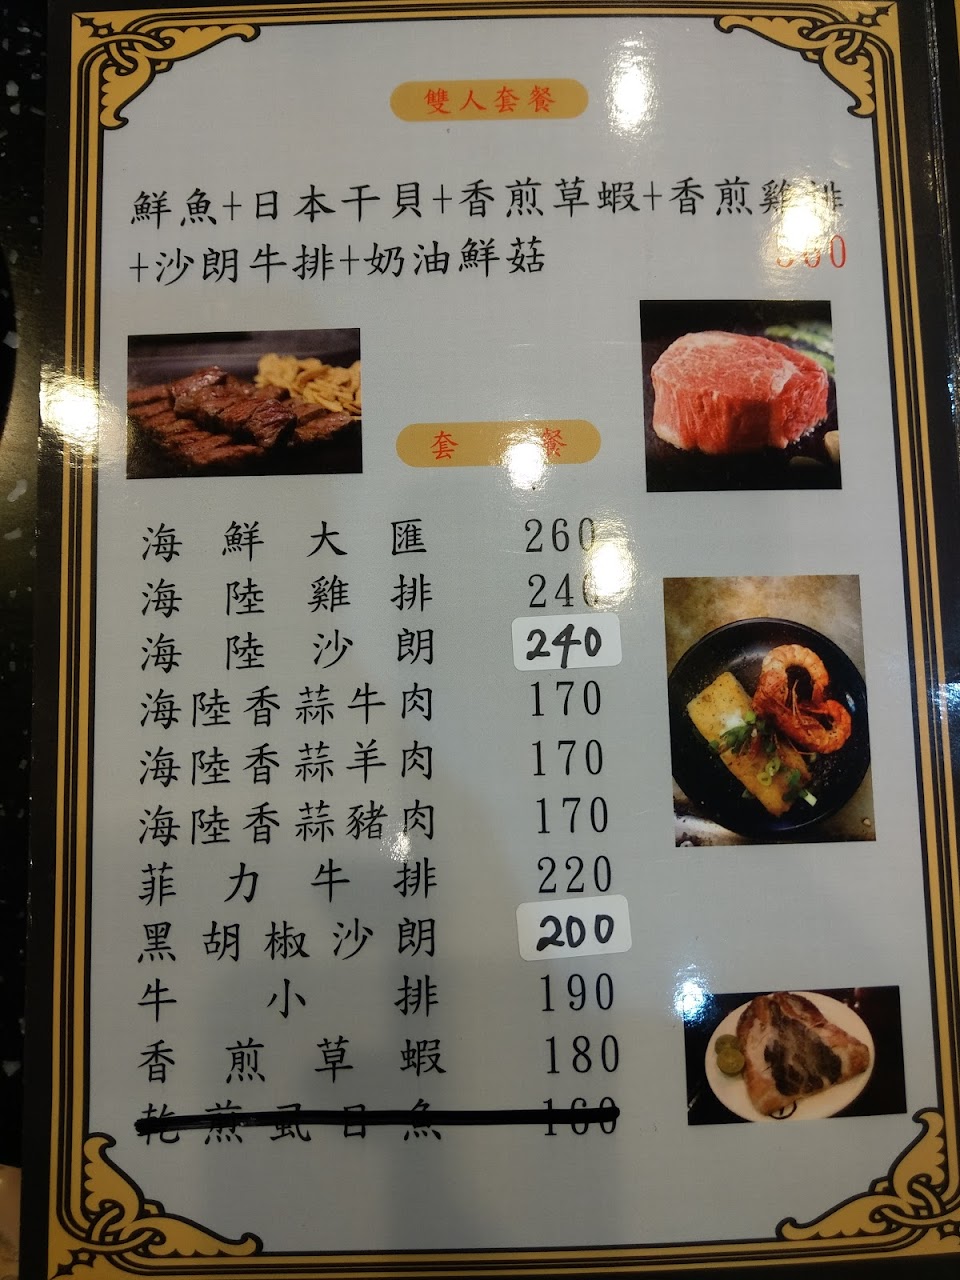 雙人套餐
鮮魚+日本干貝+香煎草蝦+香煎雞排
+沙朗牛排+奶油鮮菇
套 餐
海鮮大匯 260
海陸雞排 240
海陸沙朗 240
海陸香蒜牛肉 170
海陸香蒜羊肉 170
海陸香蒜豬肉 170
菲力牛排 220
黑胡椒沙朗 200
牛小排 190
香煎草蝦 180
乾煎虱目魚 160